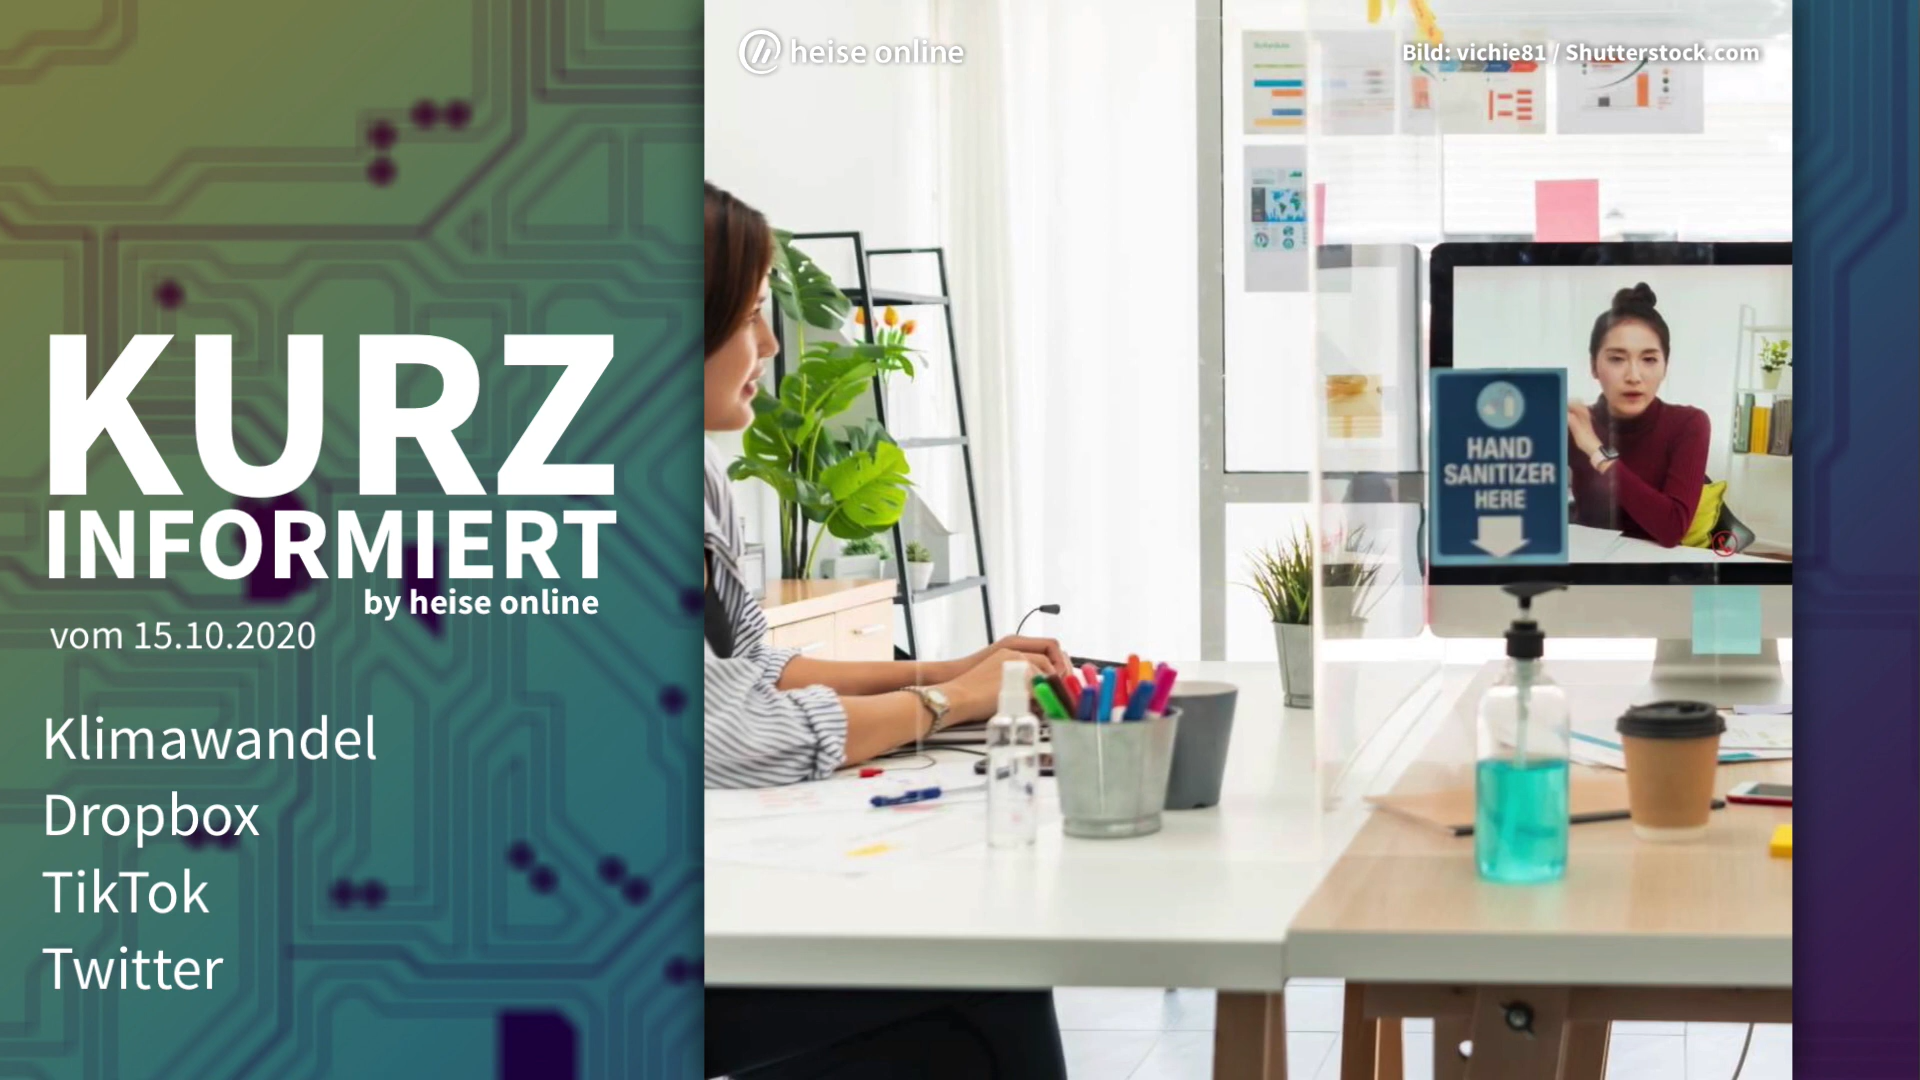 KURZ
INFORMIERT
by heise online
vom 15.10.2020
Klimawandel
Dropbox
TikTok
Twitter
heise online
Bild: vichie81 / Shutterstock.com
Schedule
HAND
SANITIZER
HERE